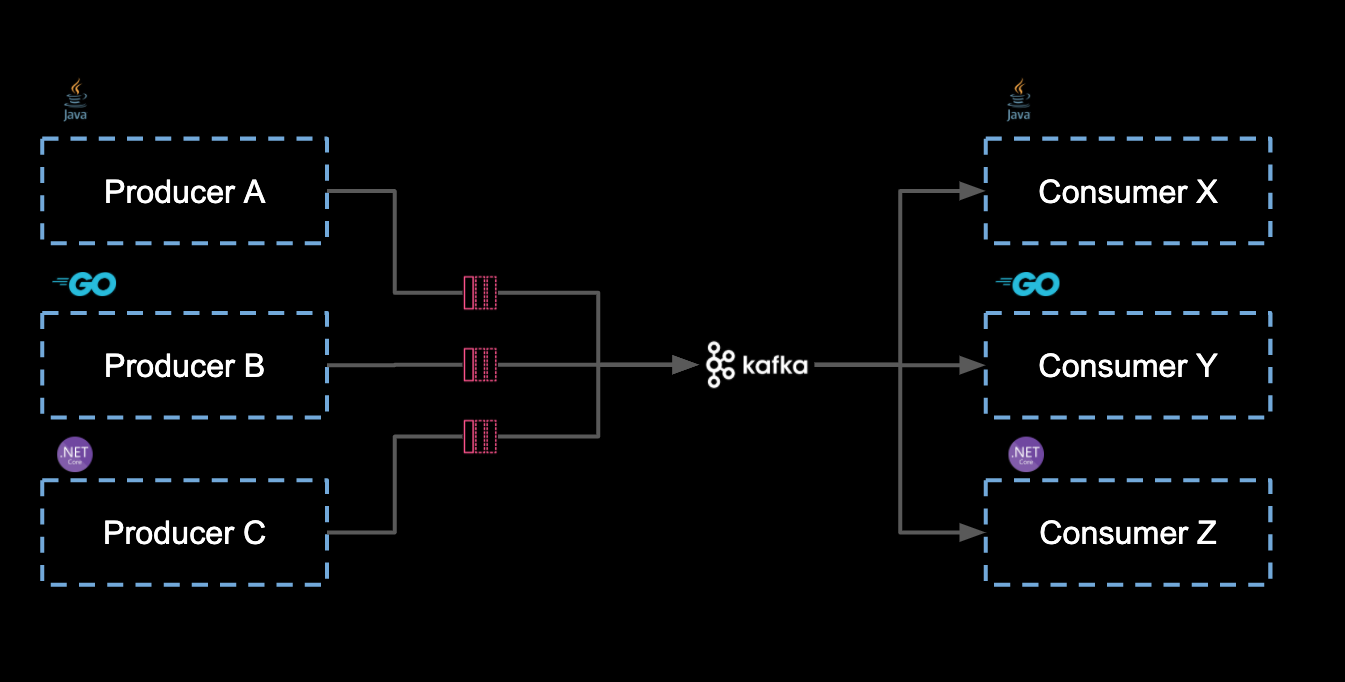 Java
Producer A
GO
Producer B
.NET
Core
Producer C
kafka
Java
Consumer X
GO
Consumer Y
.NET
Core
Consumer Z